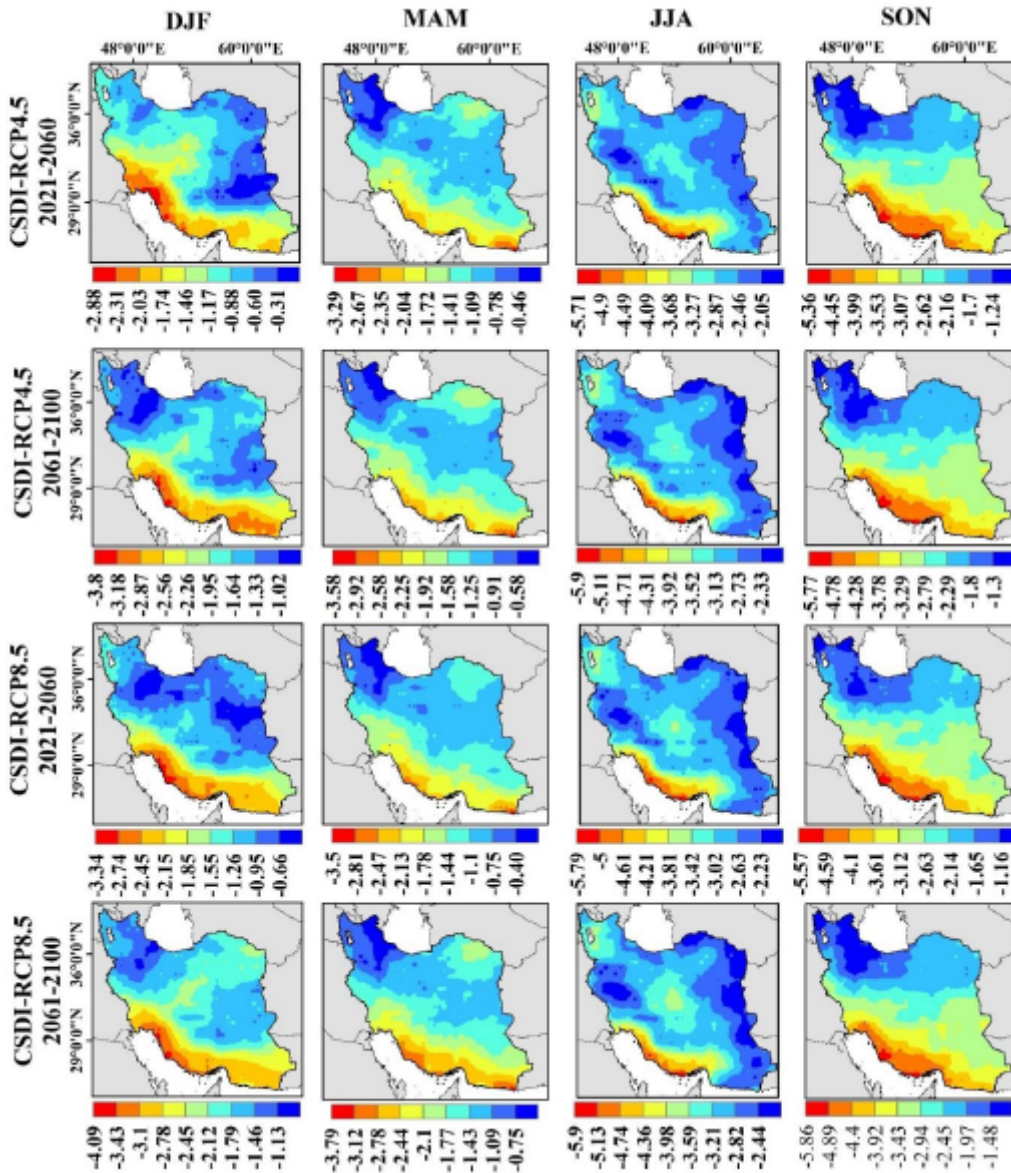 DJF MAM JJA SON
48°0'0"E 60°0'0"E 48°0'0"E 60°0'0"E 48°0'0"E 60°0'0"E 48°0'0"E 60°0'0"E
CSDI-RCP4.5
2021-2060
36°0'0"N
29°0'0"N
-2.88 -2.31 -2.03 -1.74 -1.46 -1.17 -0.88 -0.60 -0.31
-3.29 -2.67 -2.35 -2.04 -1.72 -1.41 -1.09 -0.78 -0.46
-5.71 -4.9 -4.49 -4.09 -3.68 -3.27 -2.87 -2.46 -2.05
-5.36 -4.45 -3.99 -3.53 -3.07 -2.62 -2.16 -1.7 -1.24
CSDI-RCP4.5
2061-2100
36°0'0"N
29°0'0"N
-3.8 -3.18 -2.87 -2.56 -2.26 -1.95 -1.64 -1.33 -1.02
-3.58 -2.92 -2.58 -2.25 -1.92 -1.58 -1.25 -0.91 -0.58
-5.9 -5.11 -4.71 -4.31 -3.92 -3.52 -3.13 -2.73 -2.33
-5.77 -4.78 -4.28 -3.78 -3.29 -2.79 -2.29 -1.8 -1.3
CSDI-RCP8.5
2021-2060
36°0'0"N
29°0'0"N
-3.34 -2.74 -2.45 -2.15 -1.85 -1.55 -1.26 -0.95 -0.66
-3.5 -2.81 -2.47 -2.13 -1.78 -1.44 -1.1 -0.75 -0.40
-5.79 -5 -4.61 -4.21 -3.81 -3.42 -3.02 -2.63 -2.23
-5.57 -4.59 -4.1 -3.61 -3.12 -2.63 -2.14 -1.65 -1.16
CSDI-RCP8.5
2061-2100
36°0'0"N
29°0'0"N
-4.09 -3.43 -3.1 -2.78 -2.45 -2.12 -1.79 -1.46 -1.13
-3.79 -3.12 -2.78 -2.44 -2.1 -1.77 -1.43 -1.09 -0.75
-5.9 -5.13 -4.74 -4.36 -3.98 -3.59 -3.21 -2.82 -2.44
-5.86 -4.89 -4.4 -3.92 -3.43 -2.94 -2.45 -1.97 -1.48